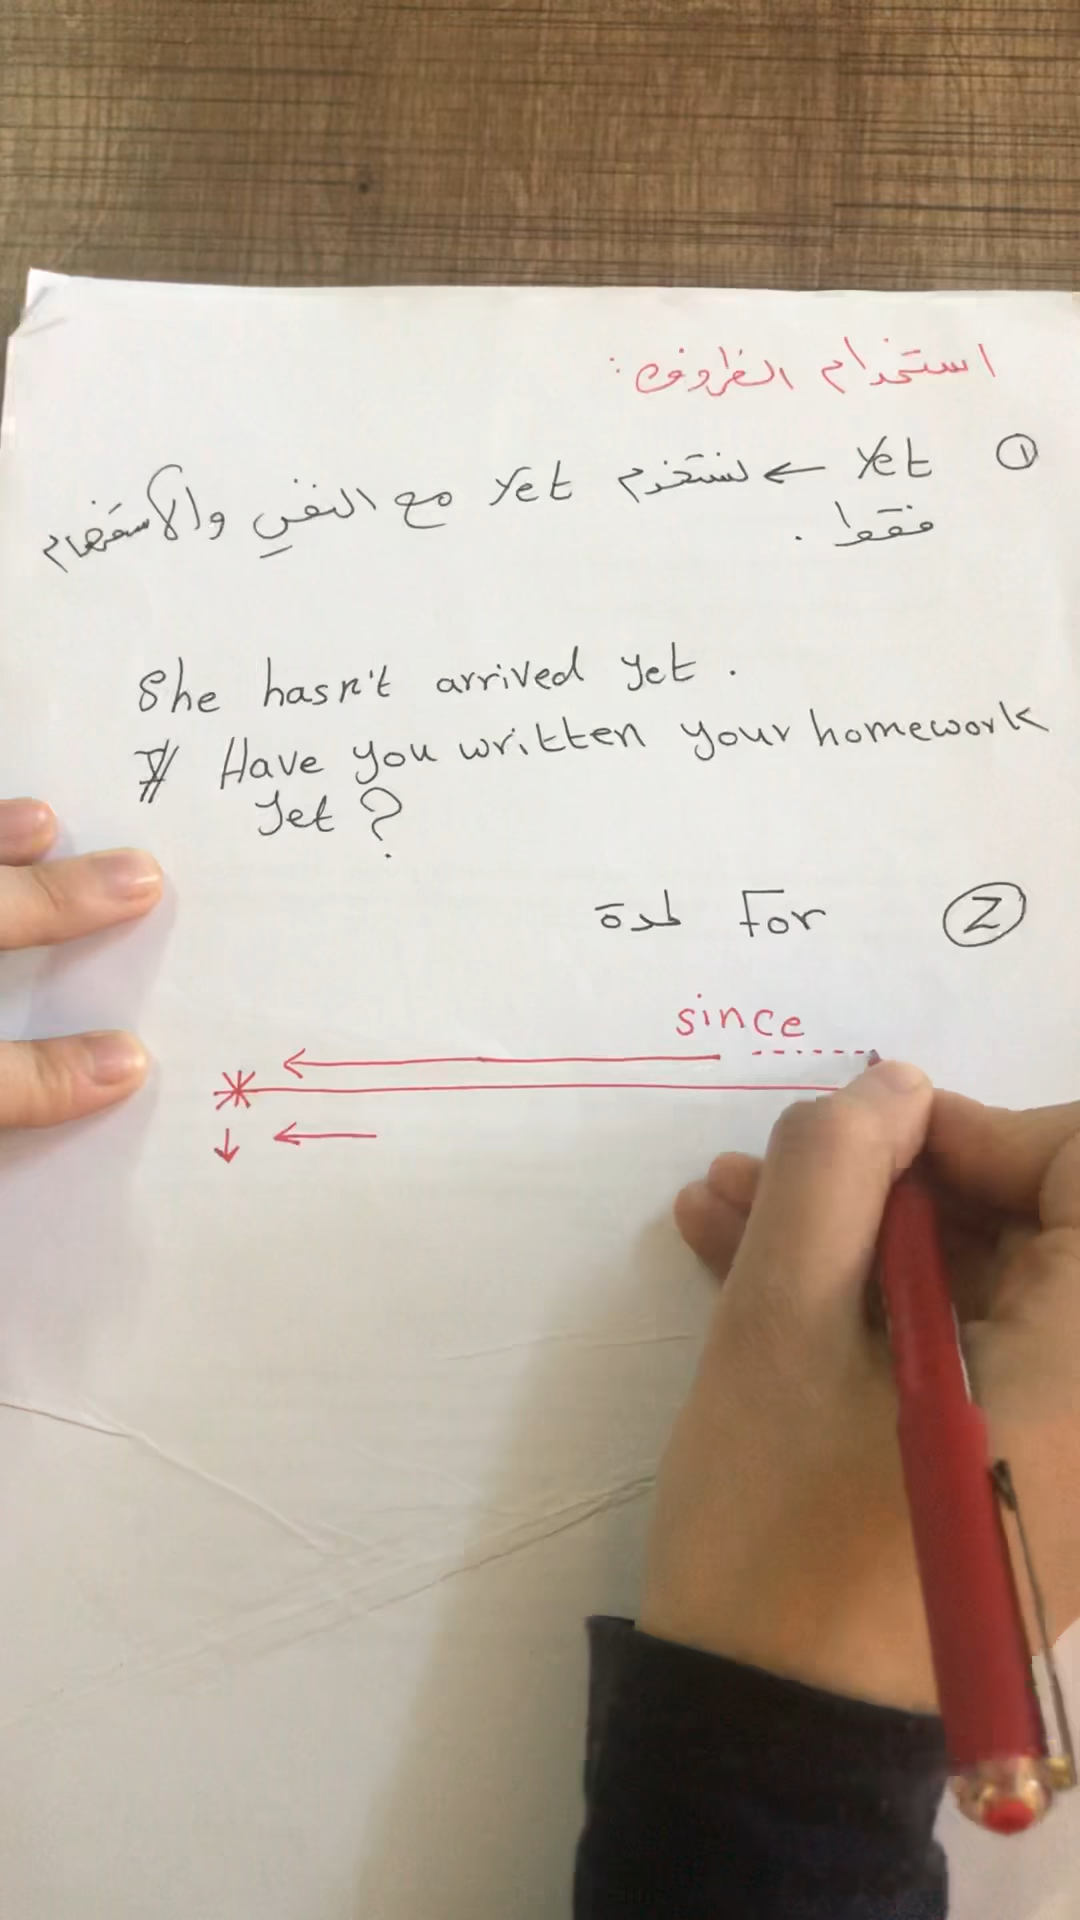 استخدام الظروف:
① Yet ← نستخدم Yet مع النفي والاستفهام
فقط .
She hasn't arrived yet .
Have you written your homework
Yet ?
② For لمدة
since